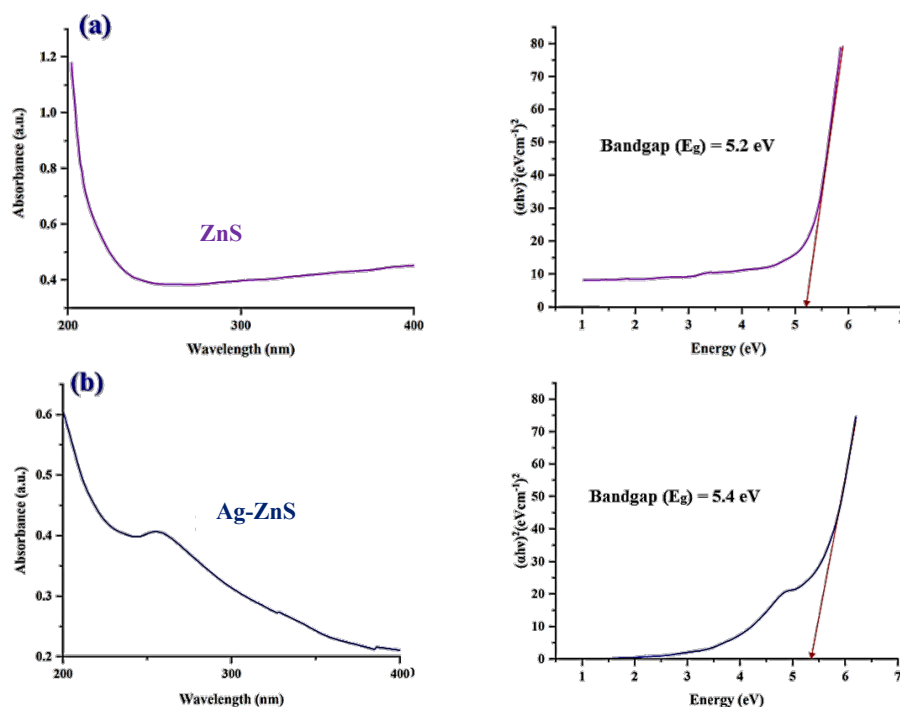 (a)
1.2
1.0
0.8
0.6
0.4
Absorbance (a.u.)
ZnS
200
300
400
Wavelength (nm)
80
70
60
50
40
30
20
10
0
(αhν)²(eVcm⁻¹)²
Bandgap (Eg) = 5.2 eV
1 2 3 4 5 6 7
Energy (eV)
(b)
0.6
0.5
0.4
0.3
0.2
Absorbance (a.u.)
Ag-ZnS
200
300
400
Wavelength (nm)
80
70
60
50
40
30
20
10
0
(αhν)²(eVcm⁻¹)²
Bandgap (Eg) = 5.4 eV
1 2 3 4 5 6 7
Energy (eV)